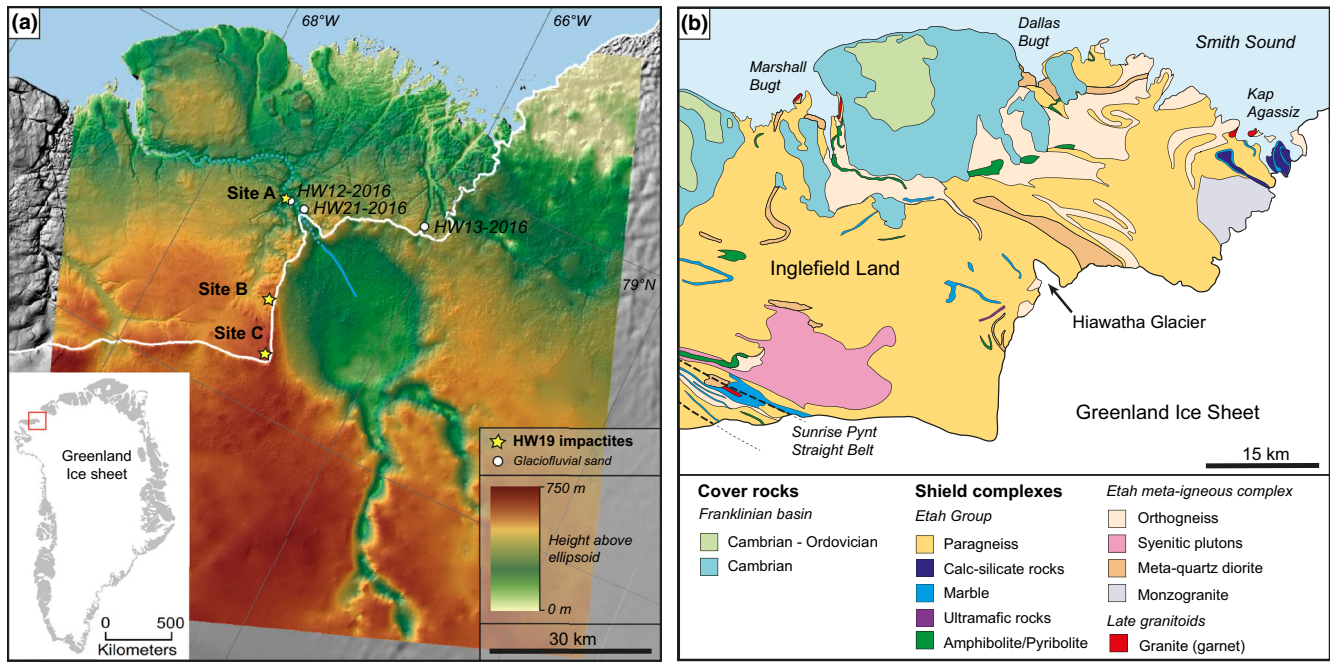 (a)
68°W
66°W
Site A
HW12-2016
HW21-2016
HW13-2016
79°N
Site B
Site C
Greenland
Ice sheet
0 500
Kilometers
HW19 impactites
Glaciofluvial sand
750 m
Height above
ellipsoid
0 m
30 km
(b)
Dallas
Bugt
Smith Sound
Marshall
Bugt
Kap
Agassiz
Inglefield Land
Hiawatha Glacier
Greenland Ice Sheet
Sunrise Pynt
Straight Belt
15 km
Cover rocks
Franklinian basin
Cambrian - Ordovician
Cambrian
Shield complexes
Etah Group
Paragneiss
Calc-silicate rocks
Marble
Ultramafic rocks
Amphibolite/Pyribolite
Etah meta-igneous complex
Orthogneiss
Syenitic plutons
Meta-quartz diorite
Monzogranite
Late granitoids
Granite (garnet)